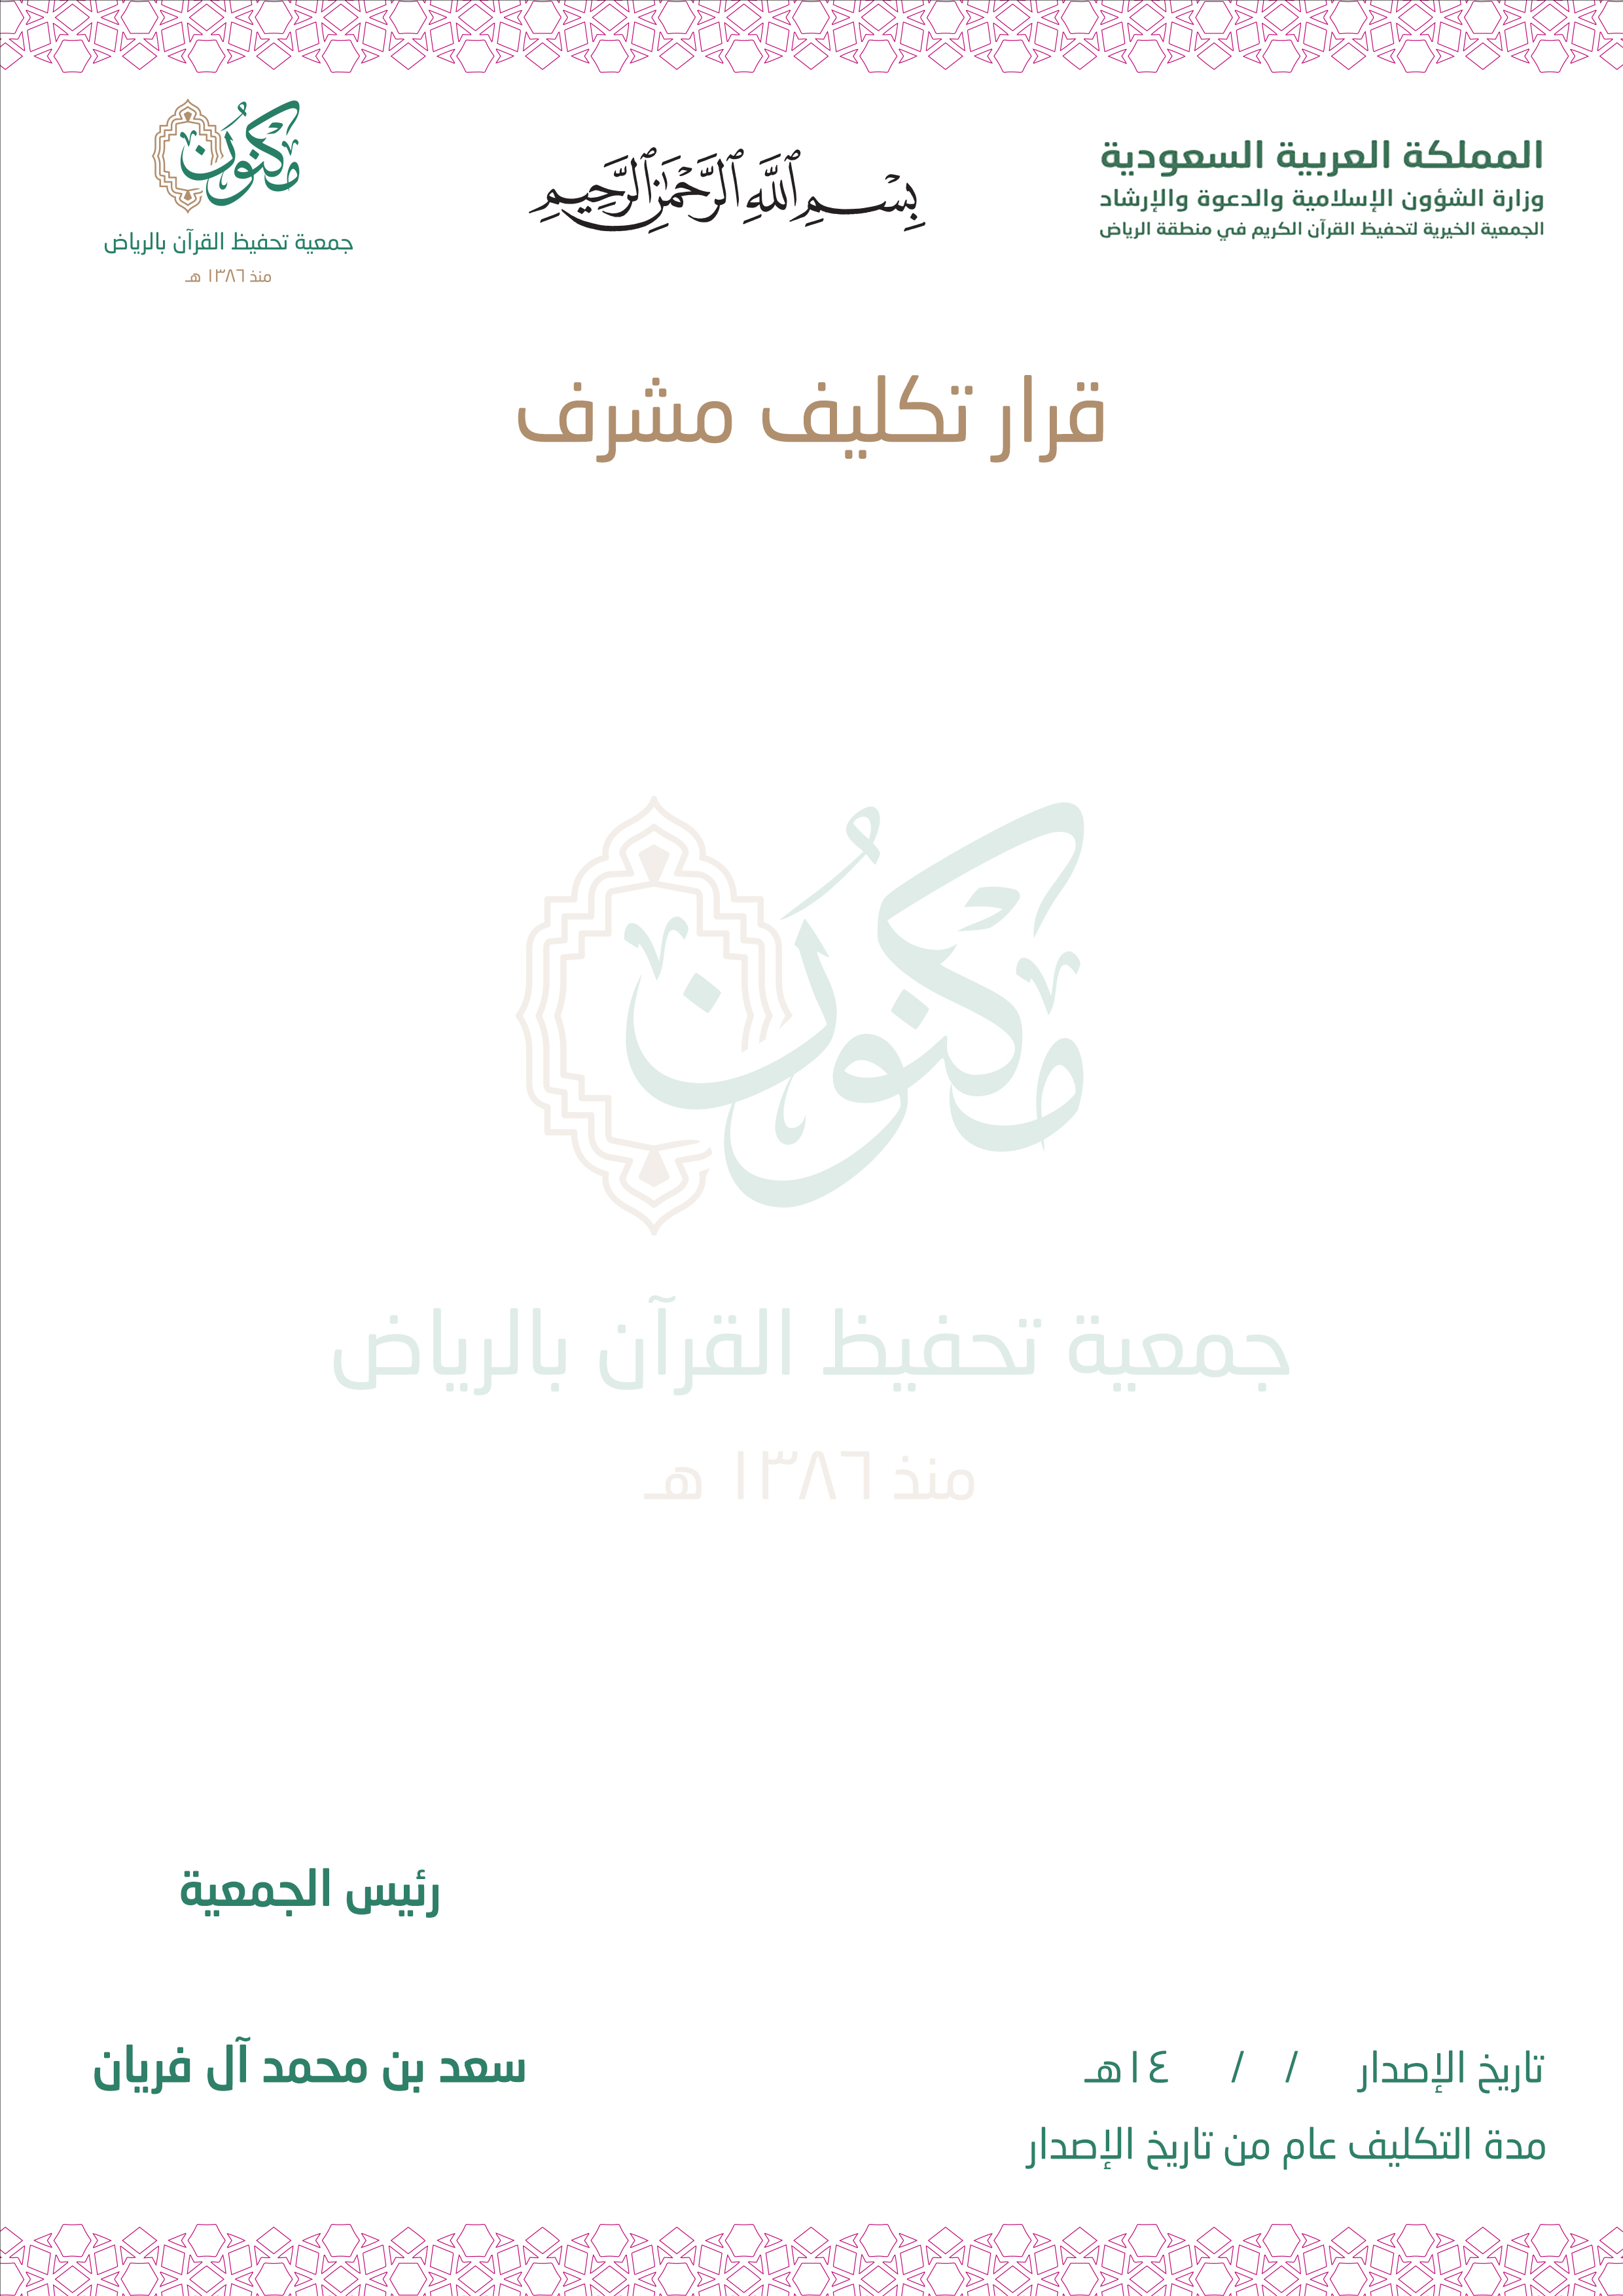 المملكة العربية السعودية
وزارة الشؤون الإسلامية والدعوة والإرشاد
الجمعية الخيرية لتحفيظ القرآن الكريم في منطقة الرياض
بِسْمِ ٱللَّهِ ٱلرَّحْمَٰنِ ٱلرَّحِيمِ
مكنون
جمعية تحفيظ القرآن بالرياض
منذ ١٣٨٦ هـ
قرار تكليف مشرف
مكنون
جمعية تحفيظ القرآن بالرياض
منذ ١٣٨٦ هـ
رئيس الجمعية
سعد بن محمد آل فريان
تاريخ الإصدار / / ١٤هـ
مدة التكليف عام من تاريخ الإصدار